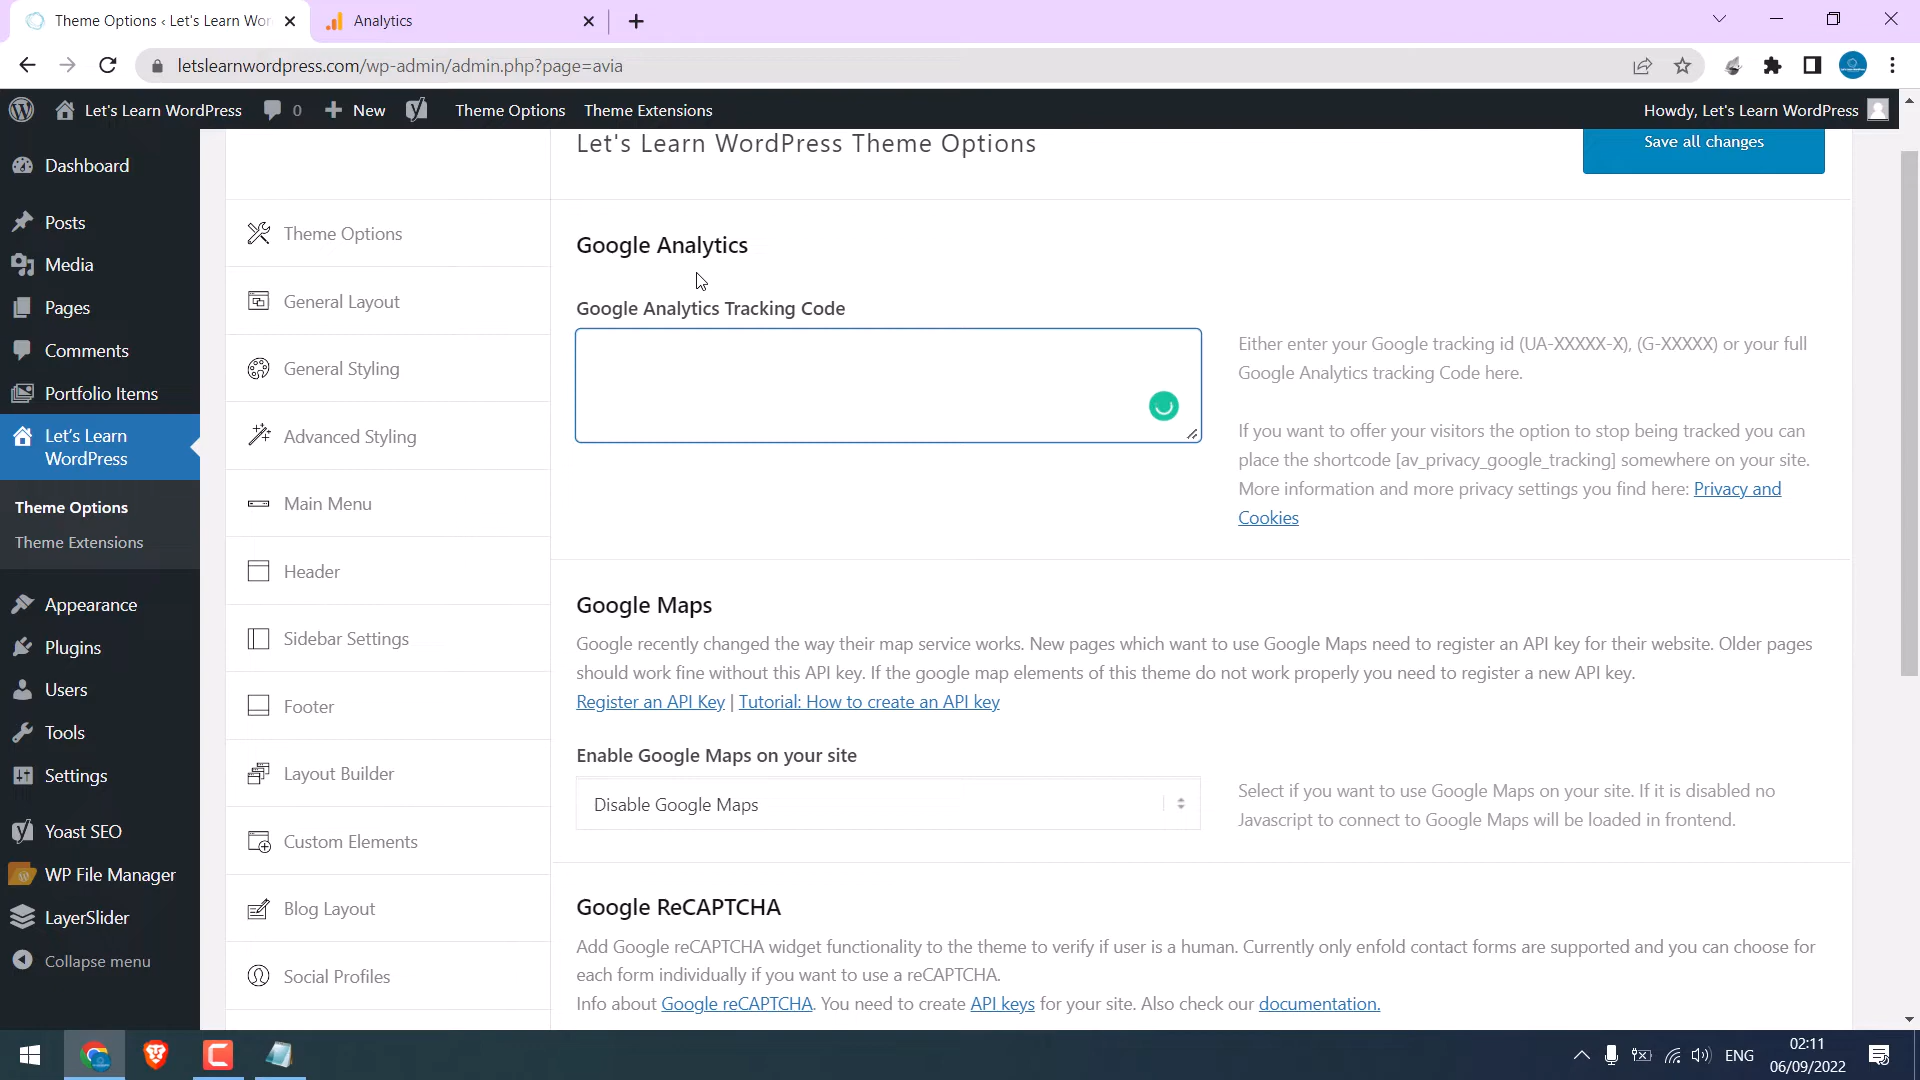 Theme Options ‹ Let's Learn Wor
Analytics
letslearnwordpress.com/wp-admin/admin.php?page=avia
Let's Learn WordPress
0
New
Theme Options
Theme Extensions
Howdy, Let's Learn WordPress
Dashboard
Posts
Media
Pages
Comments
Portfolio Items
Let's Learn
WordPress
Theme Options
Theme Extensions
Appearance
Plugins
Users
Tools
Settings
Yoast SEO
WP File Manager
LayerSlider
Collapse menu
Theme Options
General Layout
General Styling
Advanced Styling
Main Menu
Header
Sidebar Settings
Footer
Layout Builder
Custom Elements
Blog Layout
Social Profiles
Let's Learn WordPress Theme Options
Save all changes
Google Analytics
Google Analytics Tracking Code
Either enter your Google tracking id (UA-XXXXX-X), (G-XXXXX) or your full
Google Analytics tracking Code here.
If you want to offer your visitors the option to stop being tracked you can
place the shortcode [av_privacy_google_tracking] somewhere on your site.
More information and more privacy settings you find here: Privacy and
Cookies
Google Maps
Google recently changed the way their map service works. New pages which want to use Google Maps need to register an API key for their website. Older pages
should work fine without this API key. If the google map elements of this theme do not work properly you need to register a new API key.
Register an API Key | Tutorial: How to create an API key
Enable Google Maps on your site
Disable Google Maps
Select if you want to use Google Maps on your site. If it is disabled no
Javascript to connect to Google Maps will be loaded in frontend.
Google ReCAPTCHA
Add Google reCAPTCHA widget functionality to the theme to verify if user is a human. Currently only enfold contact forms are supported and you can choose for
each form individually if you want to use a reCAPTCHA.
Info about Google reCAPTCHA. You need to create API keys for your site. Also check our documentation.
ENG
02:11
06/09/2022